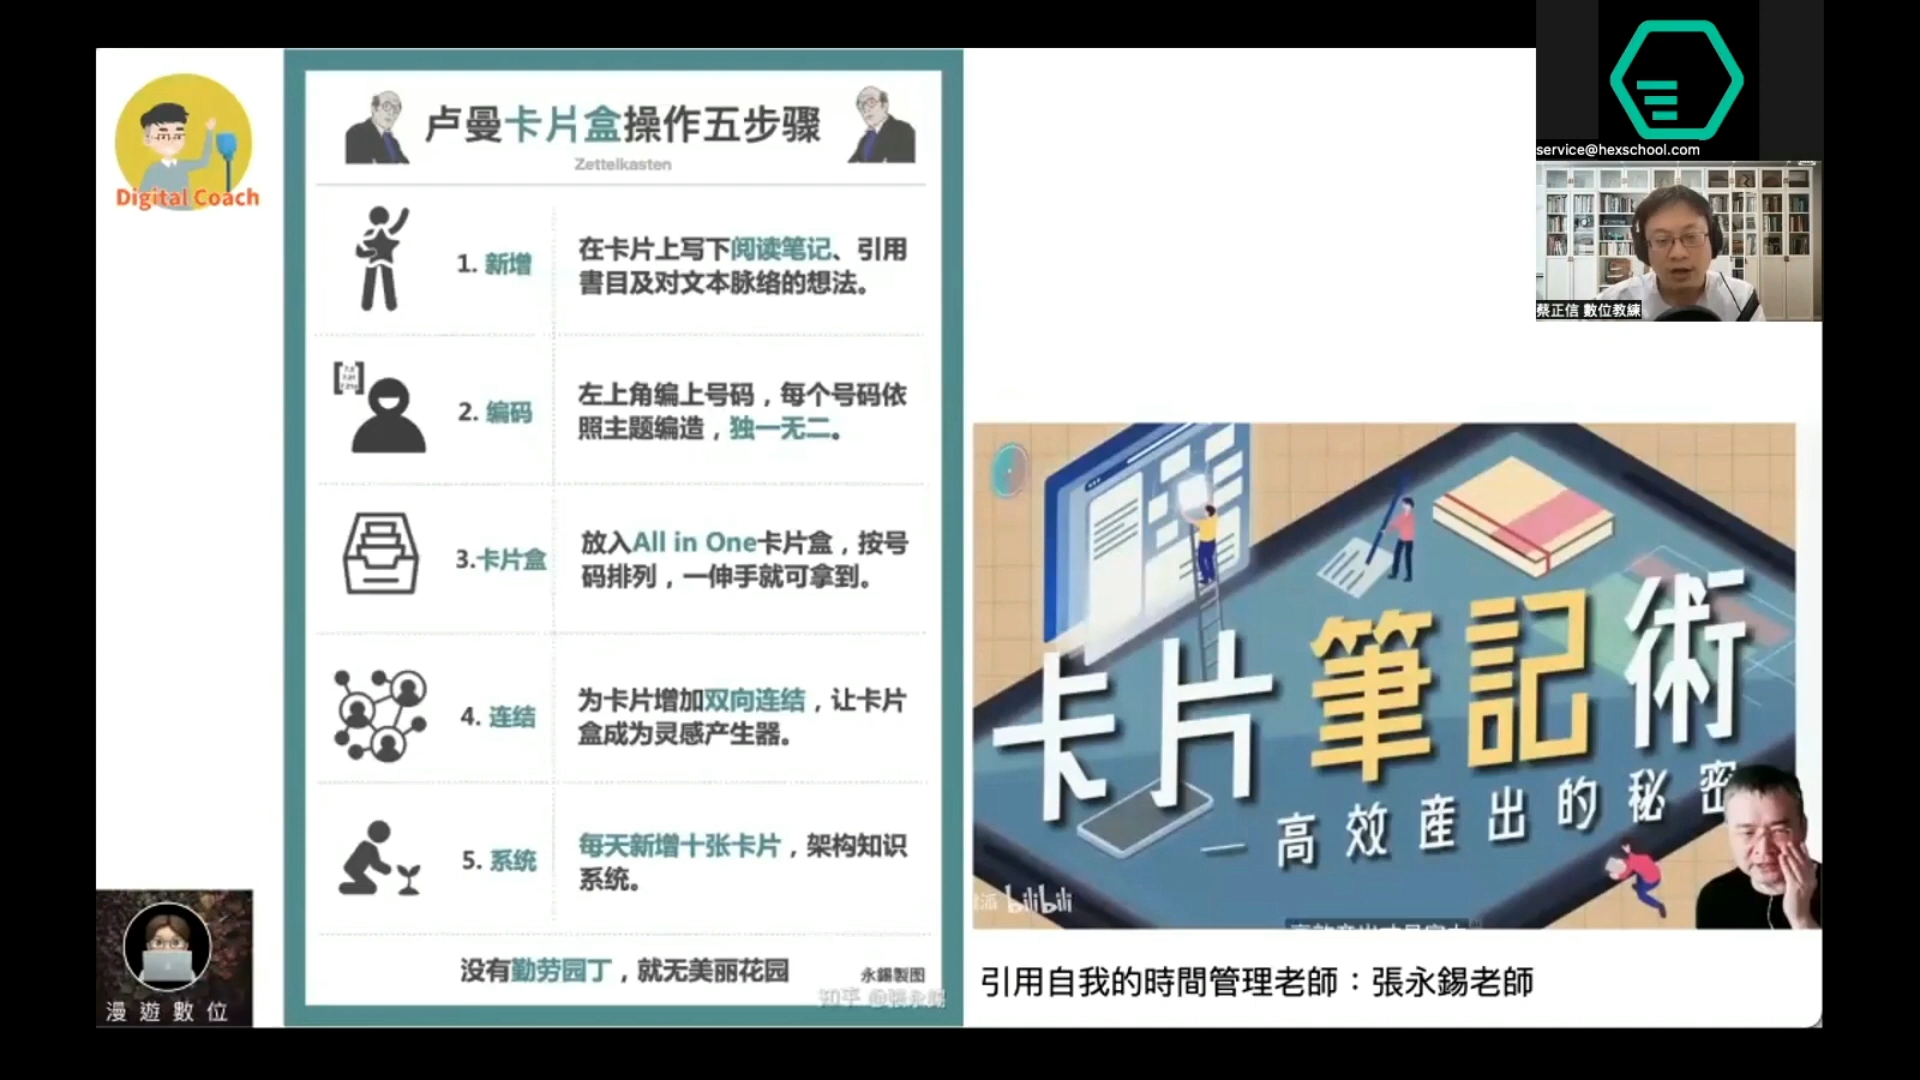 Digital Coach
卢曼卡片盒操作五步骤
Zettelkasten
1. 新增
在卡片上写下阅读笔记、引用
書目及对文本脉络的想法。
2. 编码
左上角编上号码，每个号码依
照主题编造，独一无二。
3.卡片盒
放入All in One卡片盒，按号
码排列，一伸手就可拿到。
4. 连结
为卡片增加双向连结，让卡片
盒成为灵感产生器。
5. 系统
每天新增十张卡片，架构知识
系统。
没有勤劳园丁，就无美丽花园
永錫製图
知乎 @張永錫
漫遊數位
service@hexschool.com
蔡正信 數位教練
卡片筆記術
—高效產出的秘密
bilibili
引用自我的時間管理老師：張永錫老師